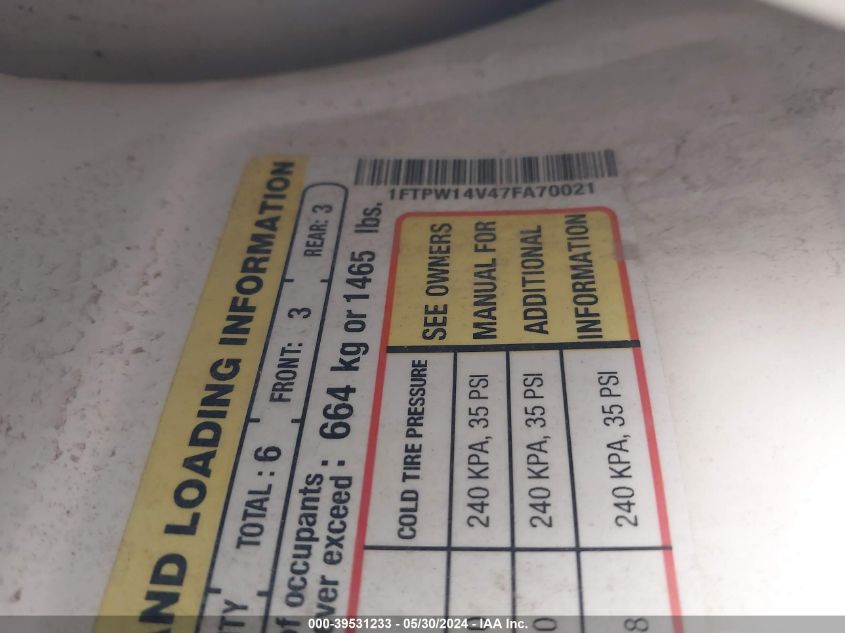 AND LOADING INFORMATION
TOTAL : 6 FRONT: 3 REAR: 3
of occupants
ever exceed : 664 kg or 1465 lbs.
1FTPW14V47FA70021
COLD TIRE PRESSURE
240 KPA, 35 PSI
240 KPA, 35 PSI
240 KPA, 35 PSI
SEE OWNERS
MANUAL FOR
ADDITIONAL
INFORMATION
000-39531233 - 05/30/2024 - IAA Inc.